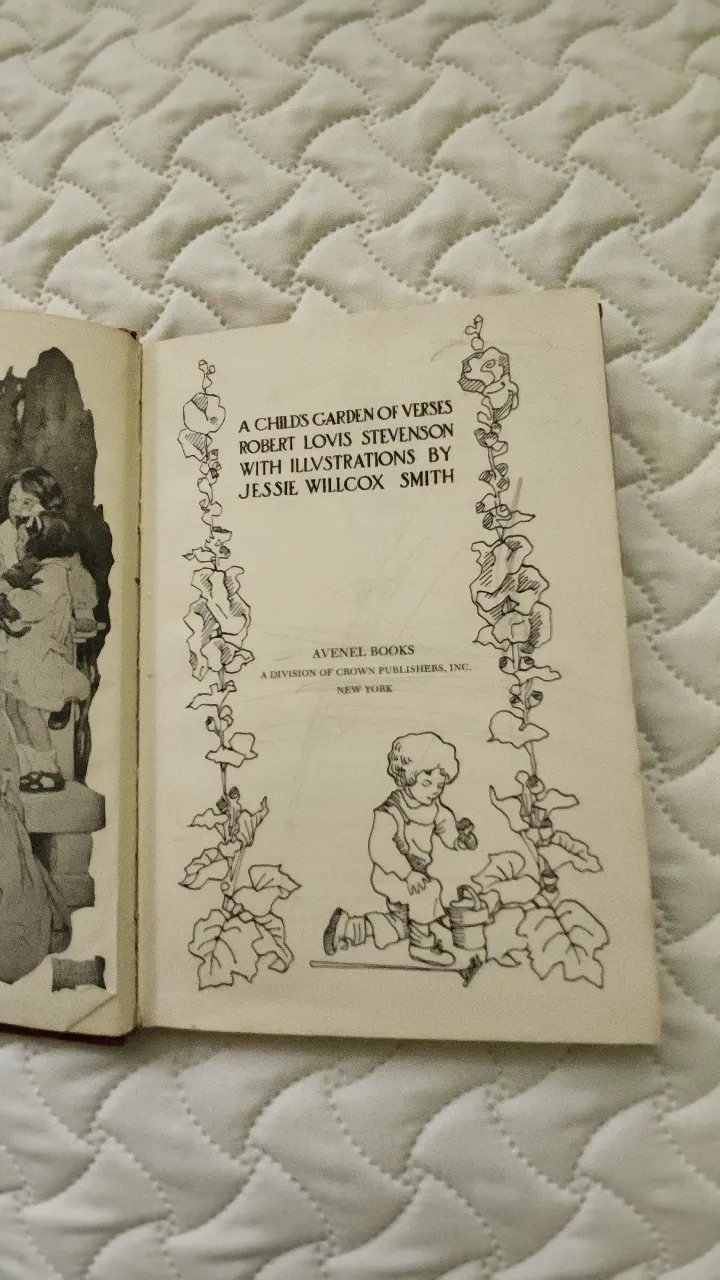 A CHILD'S GARDEN OF VERSES
ROBERT LOVIS STEVENSON
WITH ILLVSTRATIONS BY
JESSIE WILLCOX SMITH
AVENEL BOOKS
A DIVISION OF CROWN PUBLISHERS, INC.
NEW YORK